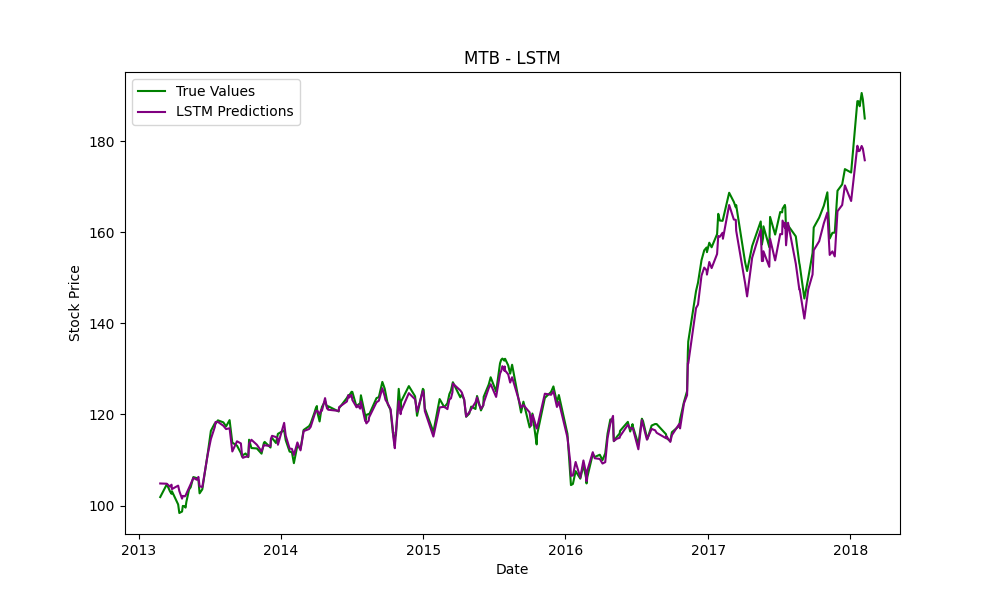 MTB - LSTM
True Values
LSTM Predictions
180
160
140
120
100
Stock Price
2013 2014 2015 2016 2017 2018
Date